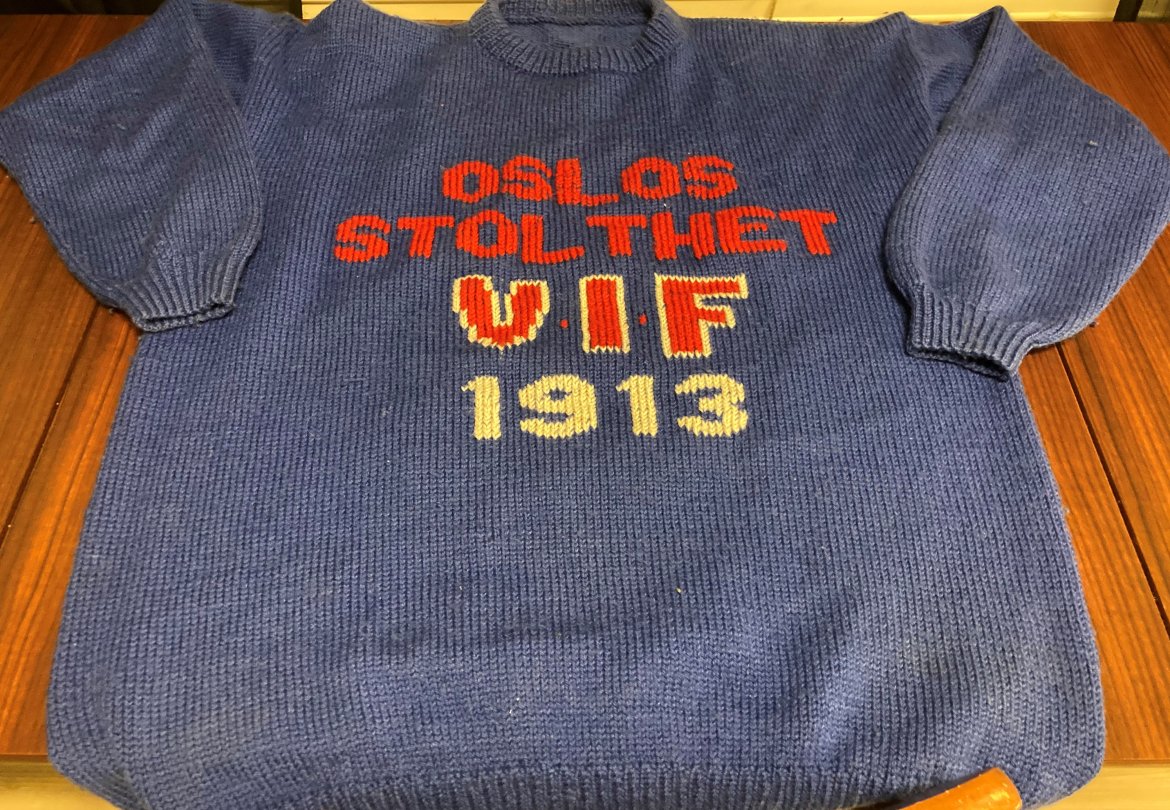 OSLOS
STOLTHET
V.I.F
1913